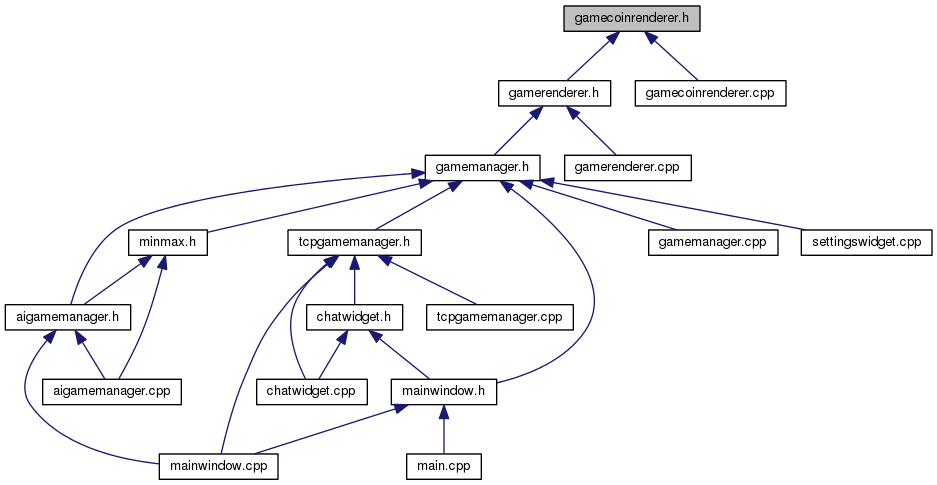 gamecoinrenderer.h
gamerenderer.h
gamecoinrenderer.cpp
gamemanager.h
gamerenderer.cpp
minmax.h
tcpgamemanager.h
gamemanager.cpp
settingswidget.cpp
aigamemanager.h
chatwidget.h
tcpgamemanager.cpp
aigamemanager.cpp
chatwidget.cpp
mainwindow.h
mainwindow.cpp
main.cpp